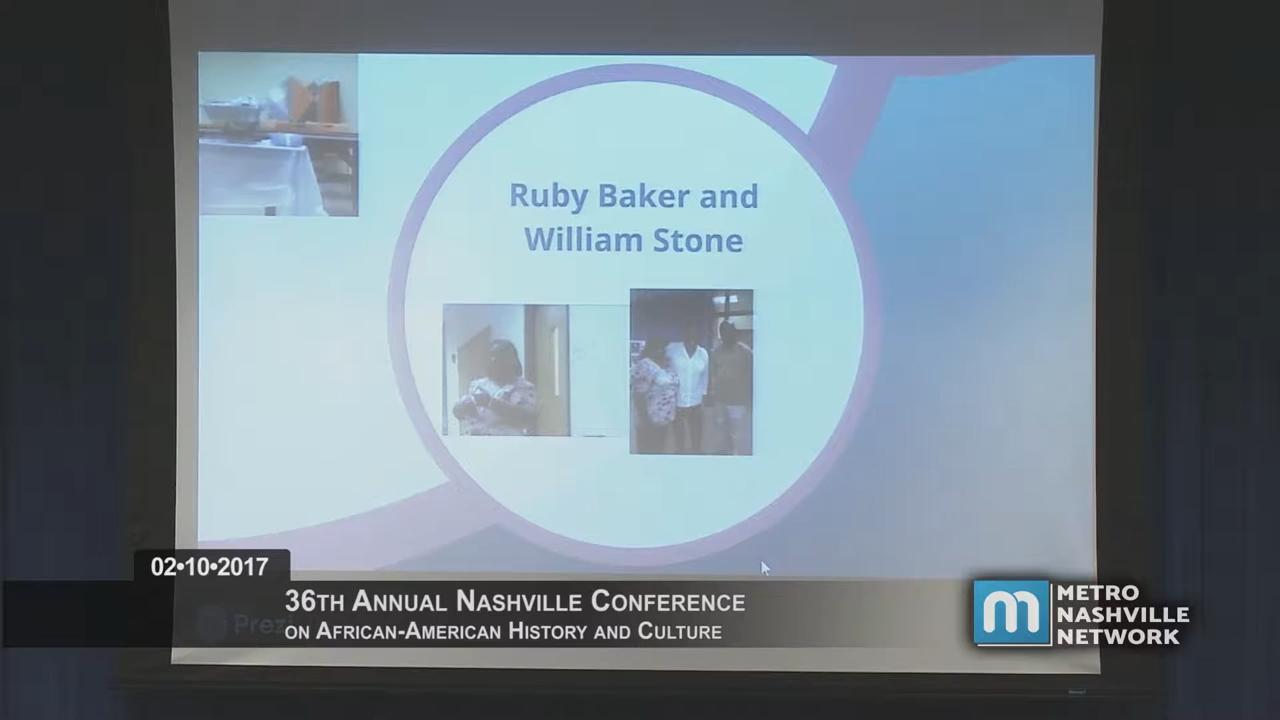 Ruby Baker and
William Stone
02•10•2017
36TH ANNUAL NASHVILLE CONFERENCE
ON AFRICAN-AMERICAN HISTORY AND CULTURE
Prezi
m METRO
NASHVILLE
NETWORK